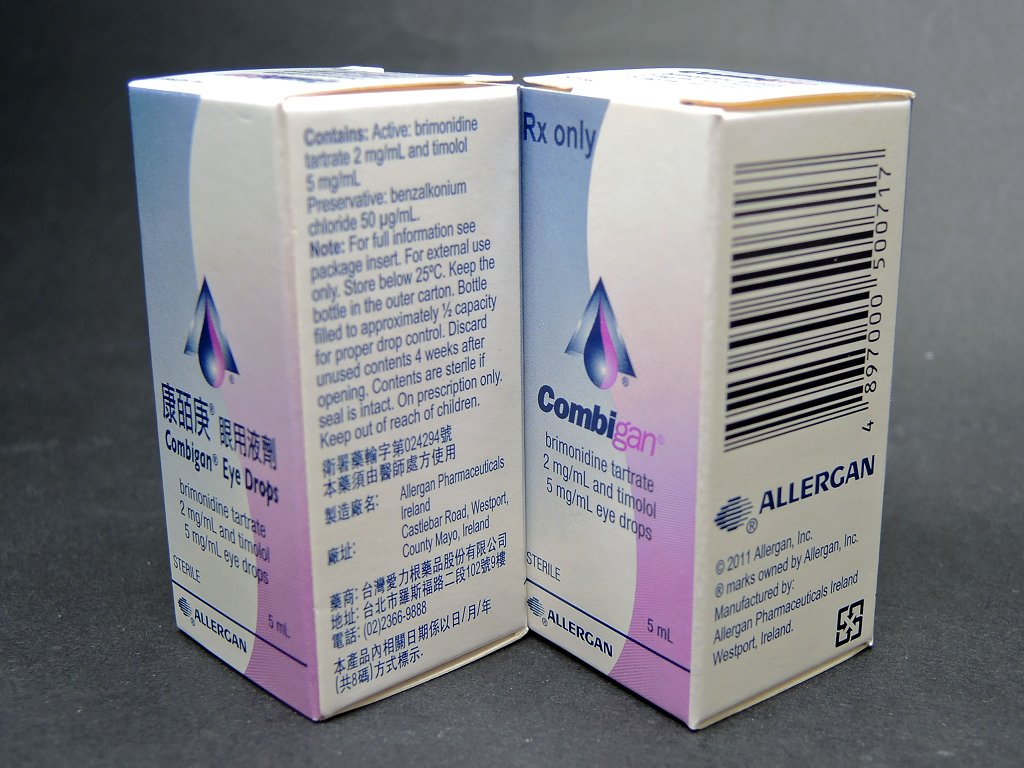 康莤庚® 眼用液劑
Combigan® Eye Drops
brimonidine tartrate
2 mg/mL and timolol
5 mg/mL eye drops
STERILE
ALLERGAN
5 mL
Contains: Active: brimonidine
tartrate 2 mg/mL and timolol
5 mg/mL
Preservative: benzalkonium
chloride 50 µg/mL.
Note: For full information see
package insert. For external use
only. Store below 25ºC. Keep the
bottle in the outer carton. Bottle
filled to approximately ½ capacity
for proper drop control. Discard
unused contents 4 weeks after
opening. Contents are sterile if
seal is intact. On prescription only.
Keep out of reach of children.
衛署藥輸字第024294號
本藥須由醫師處方使用
製造廠名: Allergan Pharmaceuticals
Ireland
廠址: Castlebar Road, Westport,
County Mayo, Ireland
藥商: 台灣愛力根藥品股份有限公司
地址: 台北市羅斯福路二段102號9樓
電話: (02)2366-9888
本產品內相關日期係以日/月/年
(共8碼)方式標示.
Rx only
Combigan®
brimonidine tartrate
2 mg/mL and timolol
5 mg/mL eye drops
STERILE
ALLERGAN
5 mL
4 897000 500717
ALLERGAN
®
© 2011 Allergan, Inc.
® marks owned by Allergan, Inc.
Manufactured by:
Allergan Pharmaceuticals Ireland
Westport, Ireland.